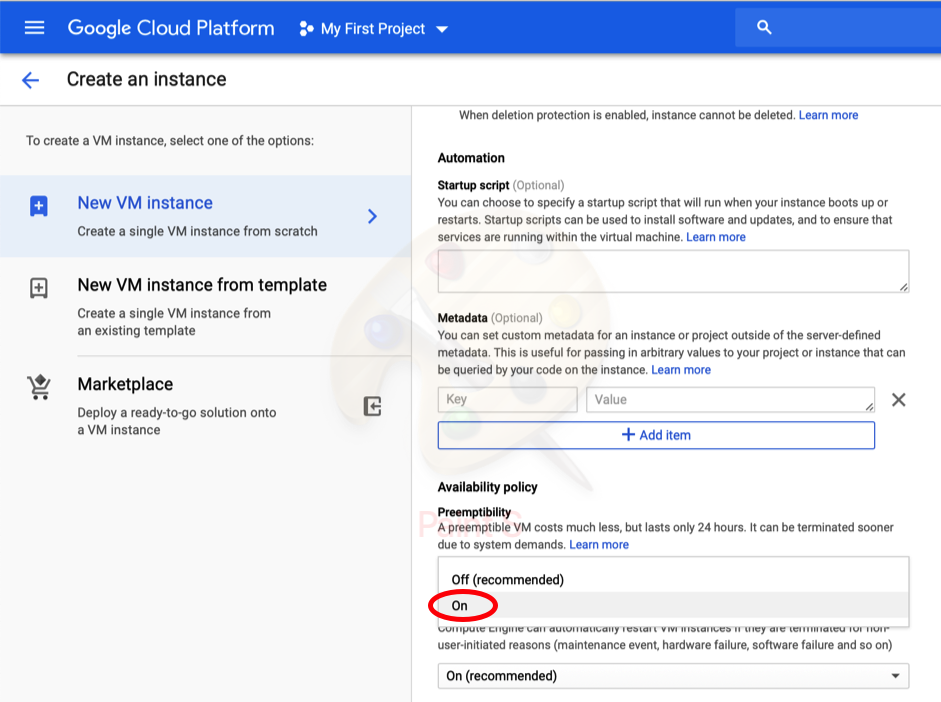 Google Cloud Platform
My First Project
Create an instance
To create a VM instance, select one of the options:
New VM instance
Create a single VM instance from scratch
New VM instance from template
Create a single VM instance from
an existing template
Marketplace
Deploy a ready-to-go solution onto
a VM instance
When deletion protection is enabled, instance cannot be deleted. Learn more
Automation
Startup script (Optional)
You can choose to specify a startup script that will run when your instance boots up or
restarts. Startup scripts can be used to install software and updates, and to ensure that
services are running within the virtual machine. Learn more
Metadata (Optional)
You can set custom metadata for an instance or project outside of the server-defined
metadata. This is useful for passing in arbitrary values to your project or instance that can
be queried by your code on the instance. Learn more
Key
Value
Add item
Availability policy
Preemptibility
A preemptible VM costs much less, but lasts only 24 hours. It can be terminated sooner
due to system demands. Learn more
Off (recommended)
On
Compute Engine can automatically restart VM instances if they are terminated for non-
user-initiated reasons (maintenance event, hardware failure, software failure and so on)
On (recommended)